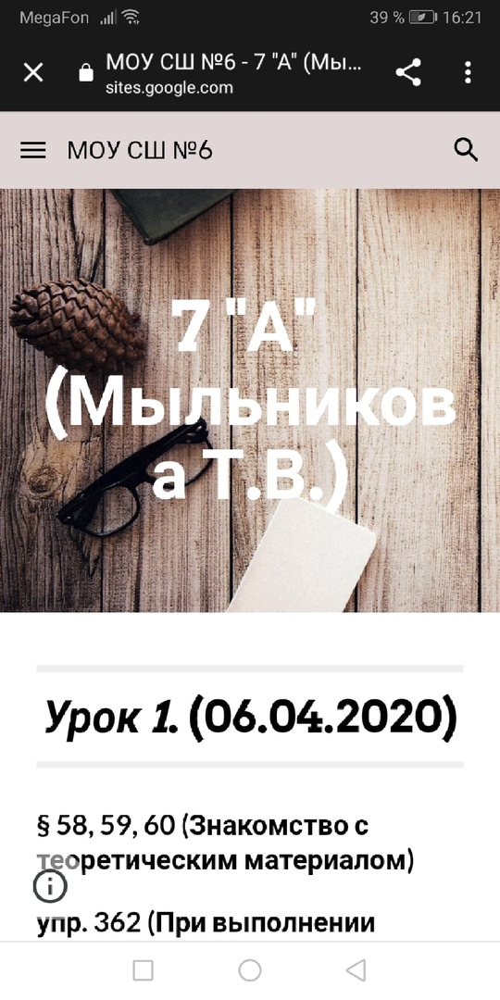 MegaFon 39 % 16:21
МОУ СШ №6 - 7 "А" (Мы...
sites.google.com
МОУ СШ №6
7 "А"
(Мыльников
а Т.В.)
Урок 1. (06.04.2020)
§ 58, 59, 60 (Знакомство с
теоретическим материалом)
упр. 362 (При выполнении